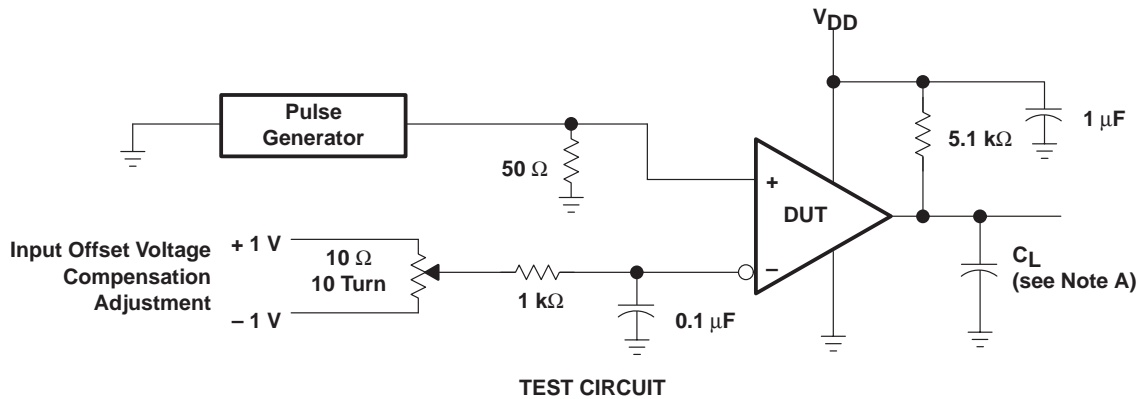 VDD
Pulse
Generator
1 μF
5.1 kΩ
50 Ω
+
DUT
−
Input Offset Voltage
Compensation
Adjustment
+ 1 V
10 Ω
10 Turn
− 1 V
1 kΩ
0.1 μF
CL
(see Note A)
TEST CIRCUIT